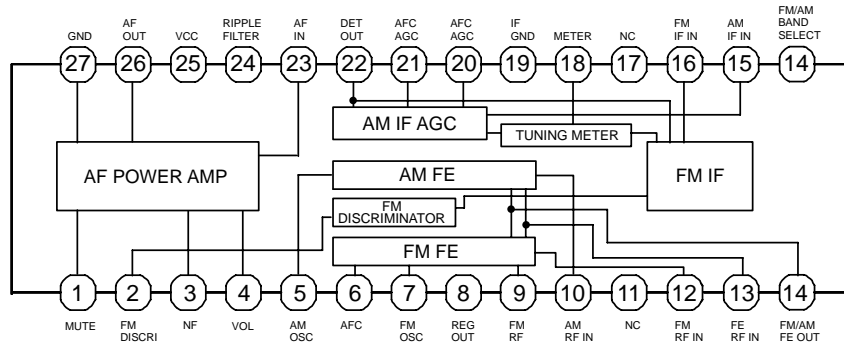 GND
AF
OUT
VCC
RIPPLE
FILTER
AF
IN
DET
OUT
AFC
AGC
AFC
AGC
IF
GND
METER
NC
FM
IF IN
AM
IF IN
FM/AM
BAND
SELECT
27 26 25 24 23 22 21 20 19 18 17 16 15 14
AM IF AGC
TUNING METER
AF POWER AMP
AM FE
FM IF
FM
DISCRIMINATOR
FM FE
1 2 3 4 5 6 7 8 9 10 11 12 13 14
MUTE
FM
DISCRI
NF
VOL
AM
OSC
AFC
FM
OSC
REG
OUT
FM
RF
AM
RF IN
NC
FM
RF IN
FE
RF IN
FM/AM
FE OUT